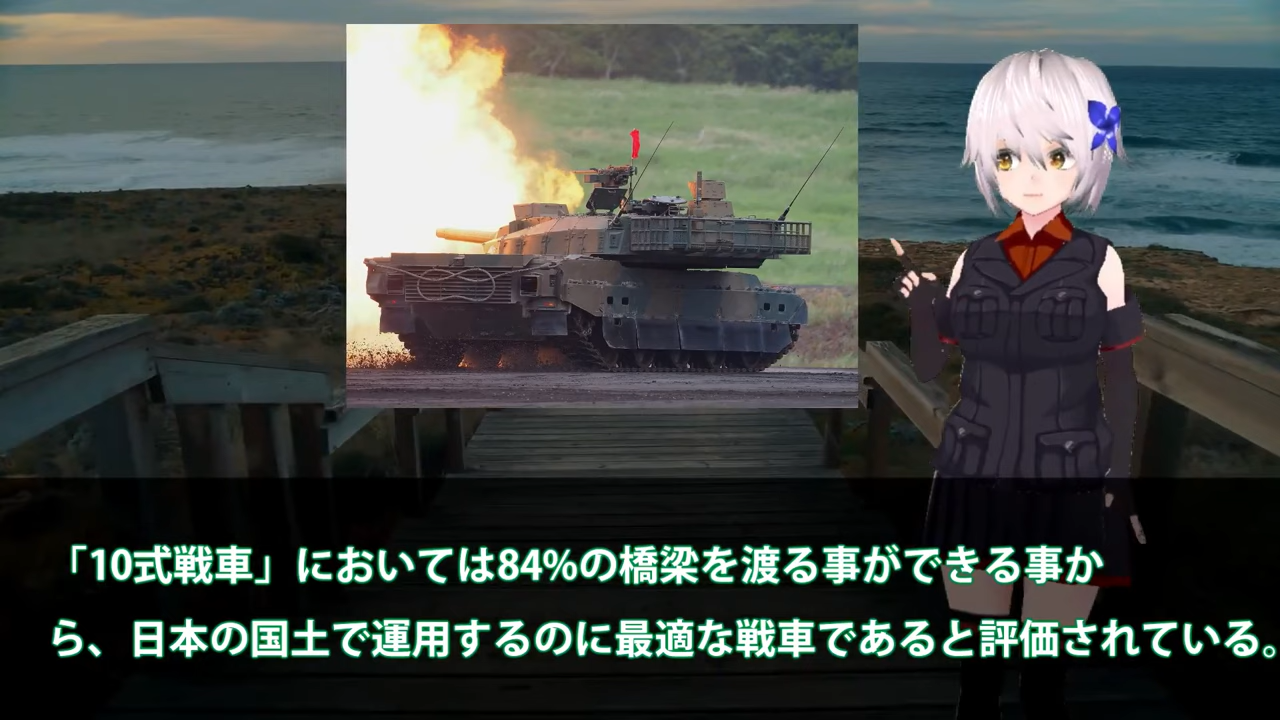 「10式戦車」においては84%の橋梁を渡る事ができる事か
ら、日本の国土で運用するのに最適な戦車であると評価されている。